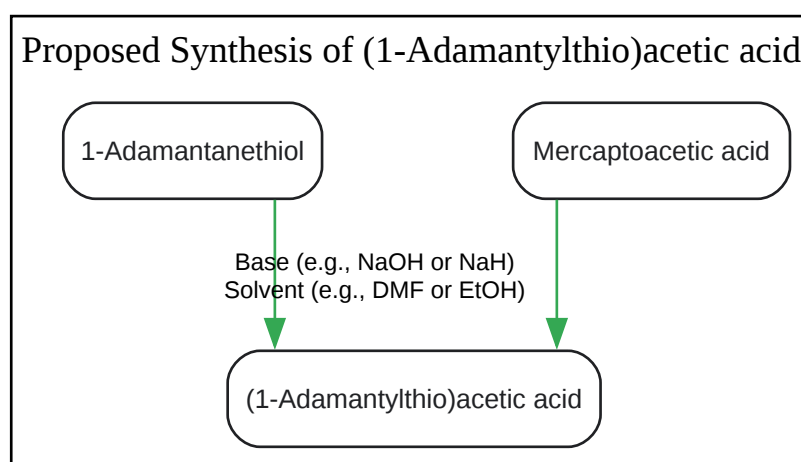 Proposed Synthesis of (1-Adamantylthio)acetic acid
1-Adamantanethiol
Mercaptoacetic acid
Base (e.g., NaOH or NaH)
Solvent (e.g., DMF or EtOH)
(1-Adamantylthio)acetic acid